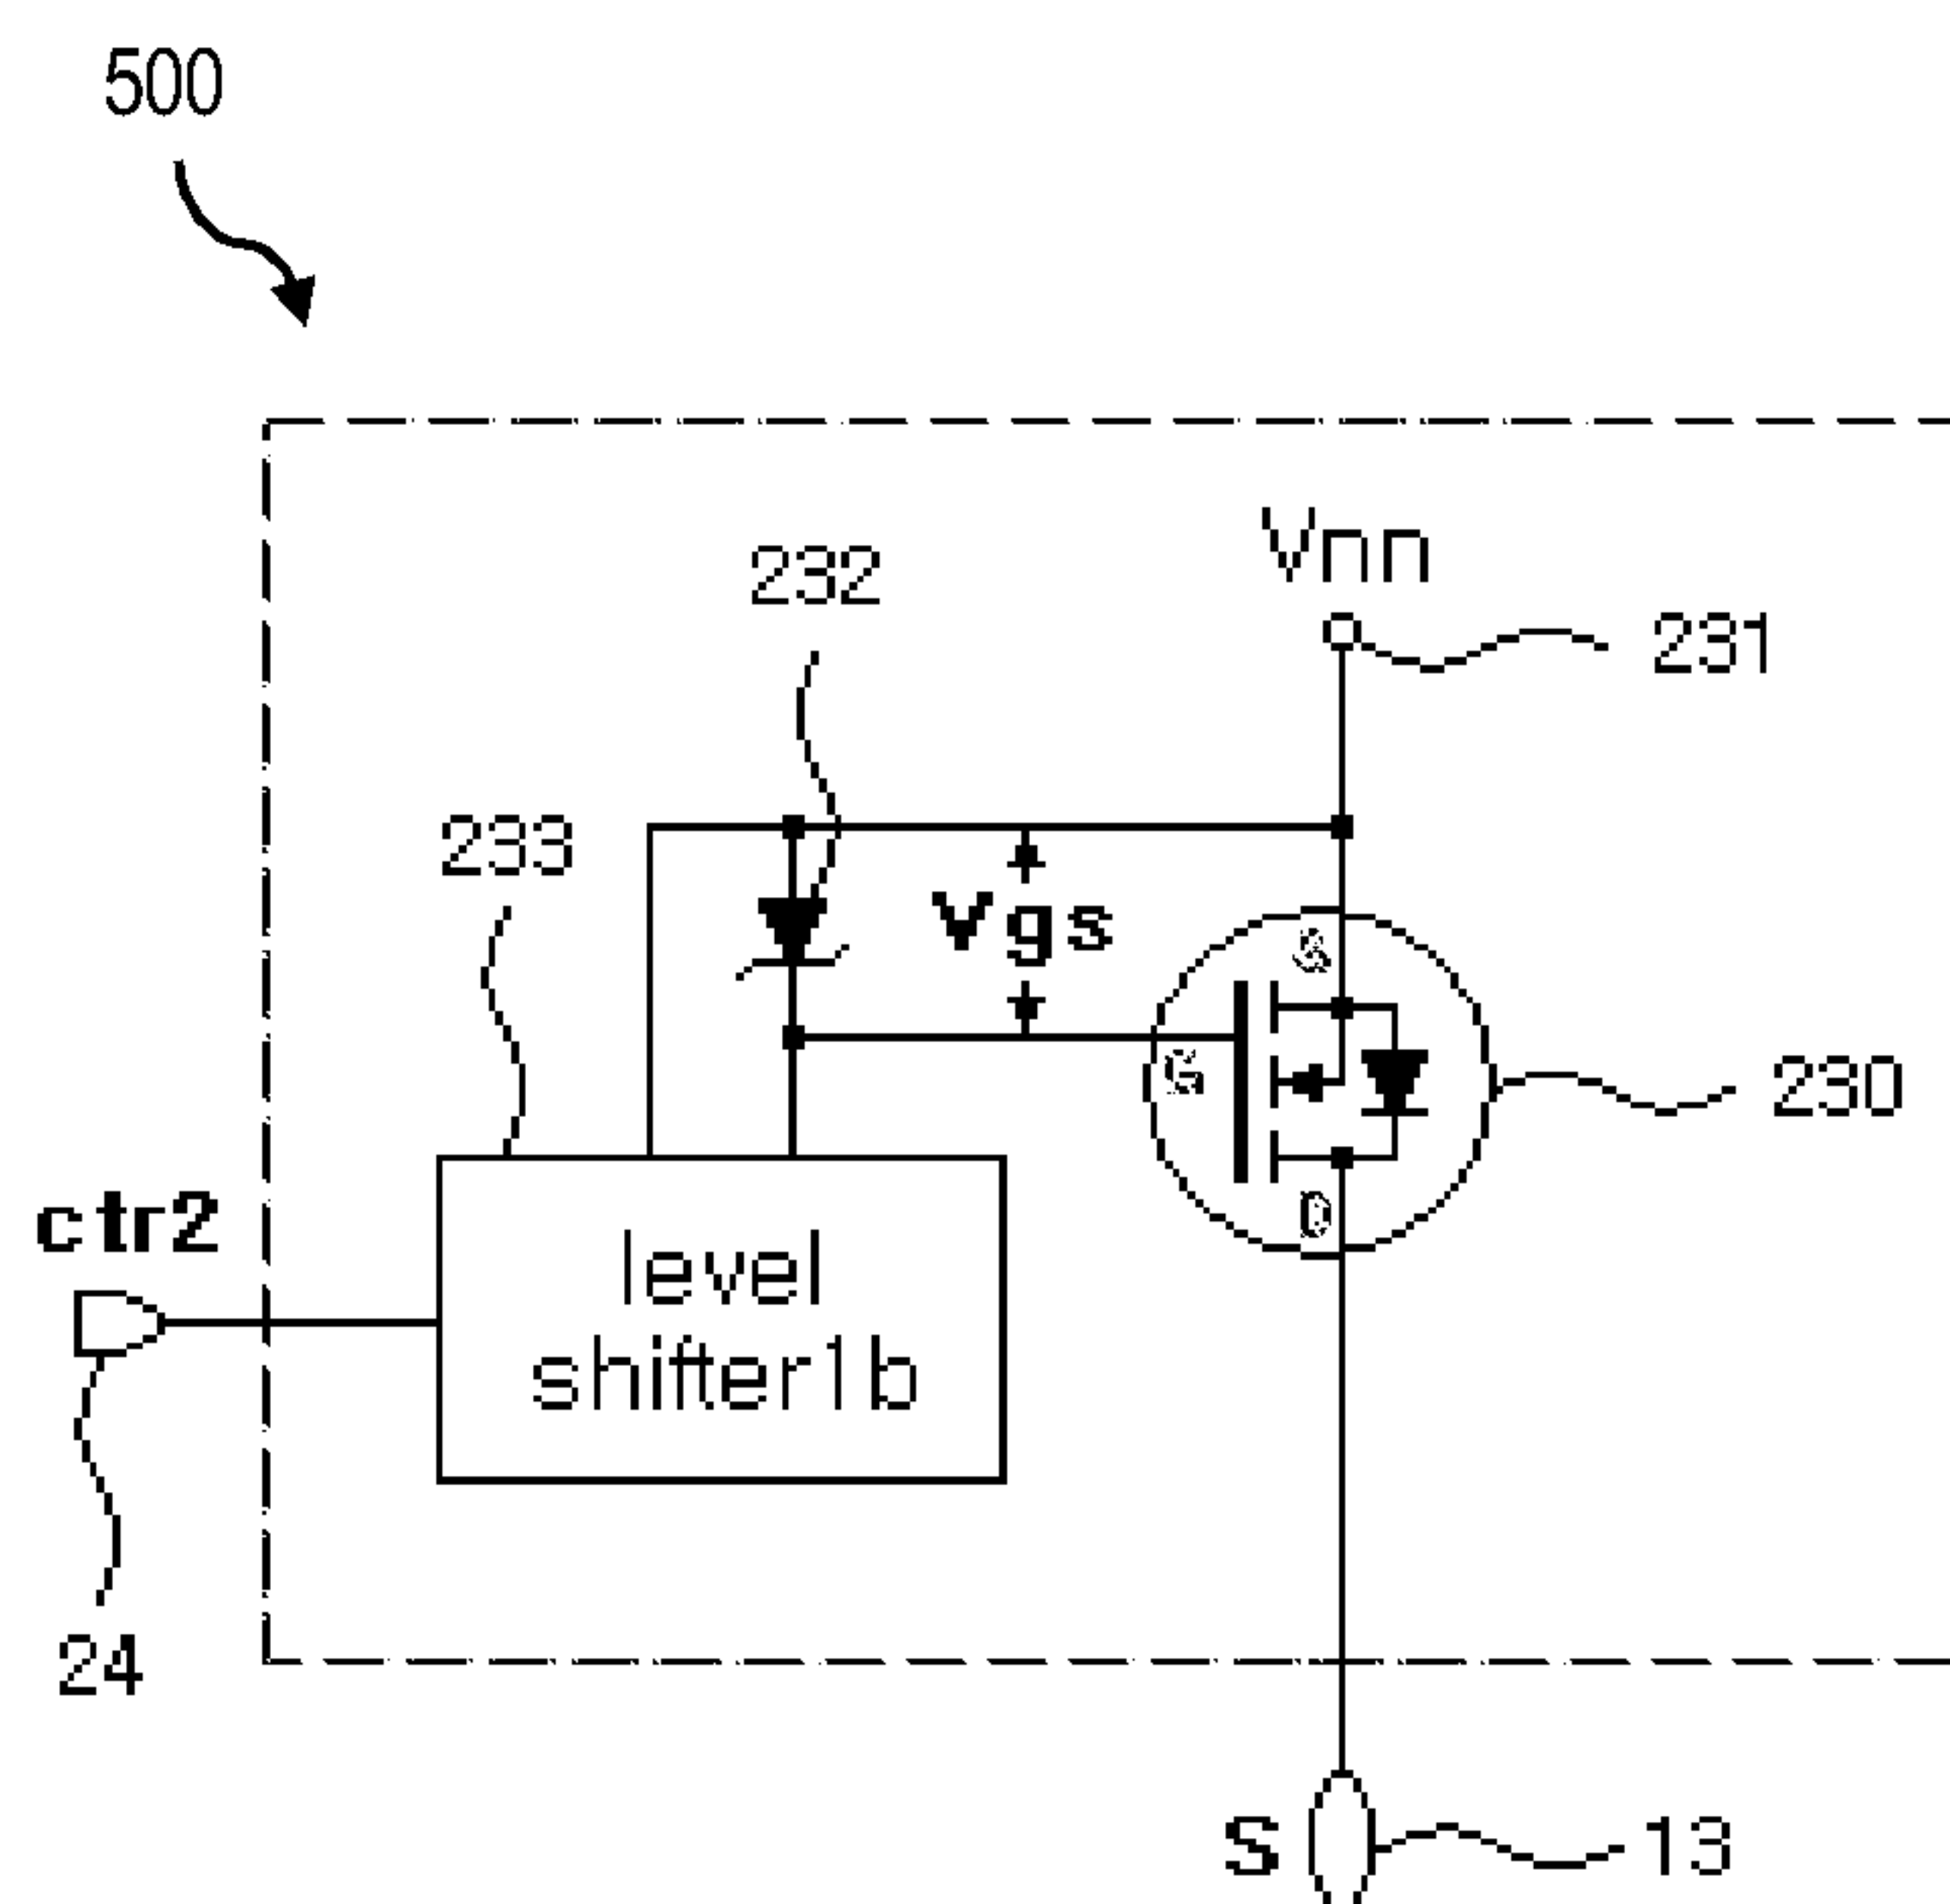 500
Vnn
232
231
233
Vgs
S
G
230
ctr2
D
level
shifter1b
24
S
13